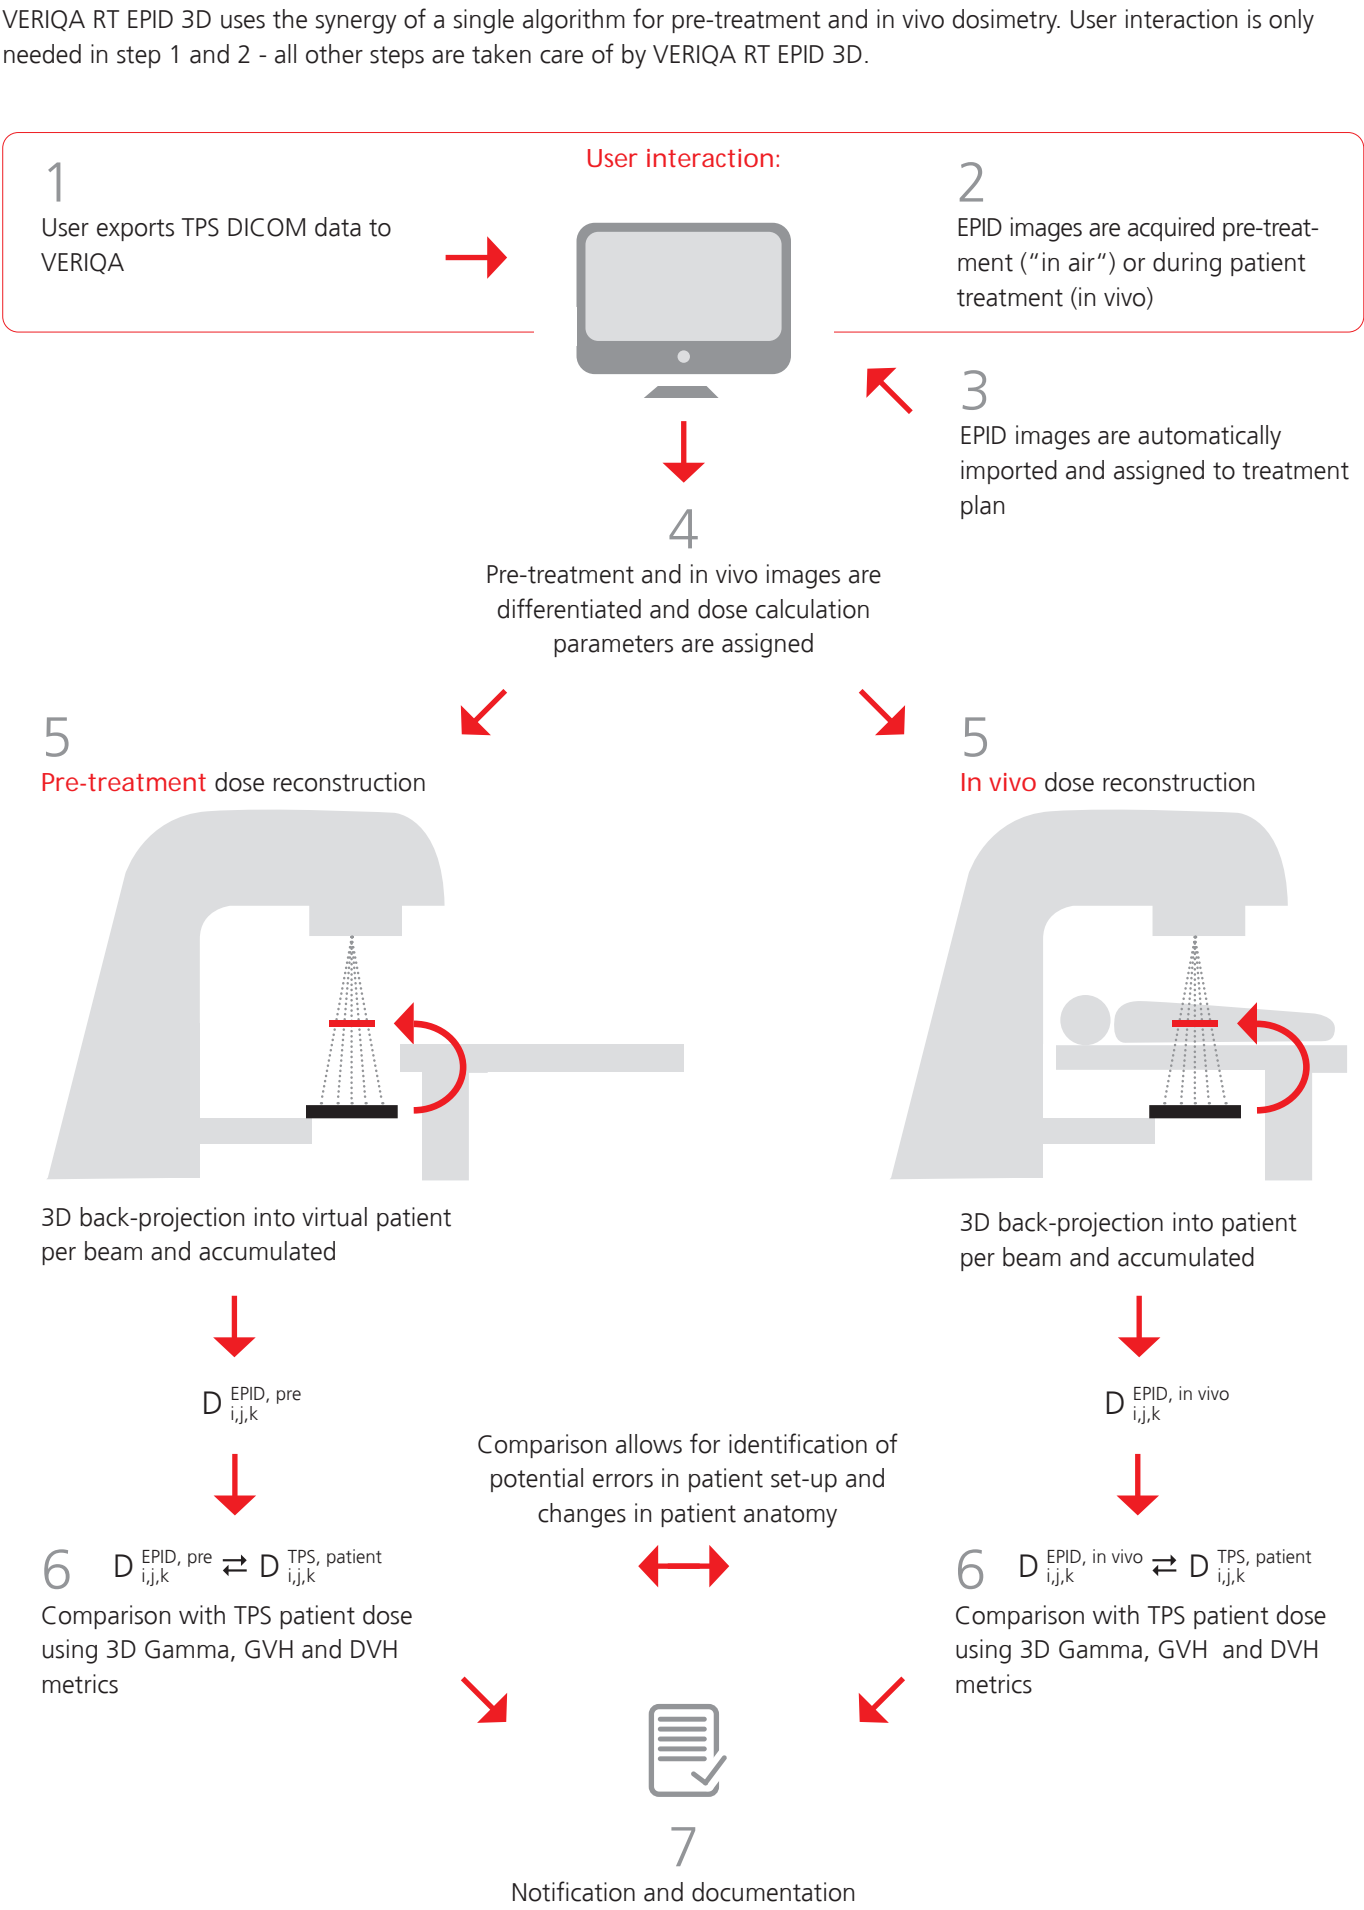 VERIQA RT EPID 3D uses the synergy of a single algorithm for pre-treatment and in vivo dosimetry. User interaction is only
needed in step 1 and 2 - all other steps are taken care of by VERIQA RT EPID 3D.
User interaction:
1
User exports TPS DICOM data to
VERIQA
2
EPID images are acquired pre-treat-
ment (“in air“) or during patient
treatment (in vivo)
3
EPID images are automatically
imported and assigned to treatment
plan
4
Pre-treatment and in vivo images are
differentiated and dose calculation
parameters are assigned
5
Pre-treatment dose reconstruction
3D back-projection into virtual patient
per beam and accumulated
D EPID, pre i,j,k
5
In vivo dose reconstruction
3D back-projection into patient
per beam and accumulated
D EPID, in vivo i,j,k
Comparison allows for identification of
potential errors in patient set-up and
changes in patient anatomy
6 D EPID, pre i,j,k ⇄ D TPS, patient i,j,k
Comparison with TPS patient dose
using 3D Gamma, GVH and DVH
metrics
6 D EPID, in vivo i,j,k ⇄ D TPS, patient i,j,k
Comparison with TPS patient dose
using 3D Gamma, GVH and DVH
metrics
7
Notification and documentation